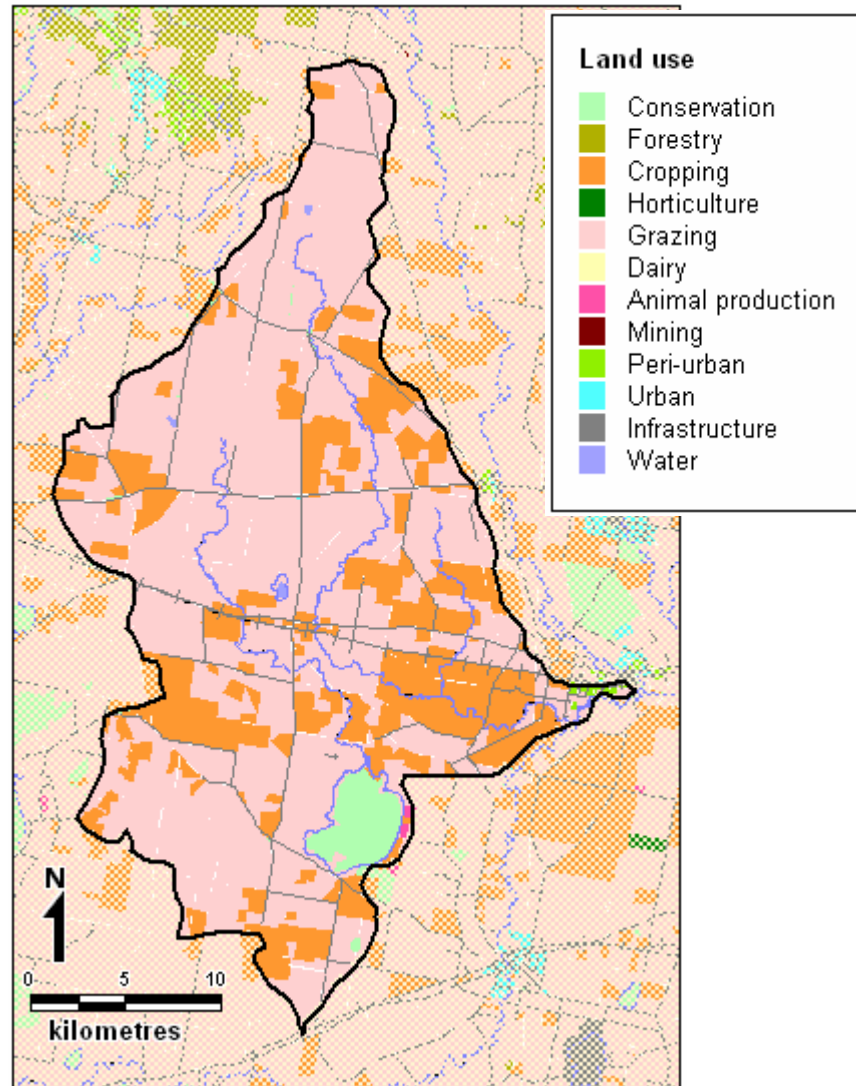 Land use
Conservation
Forestry
Cropping
Horticulture
Grazing
Dairy
Animal production
Mining
Peri-urban
Urban
Infrastructure
Water
N
0 5 10
kilometres